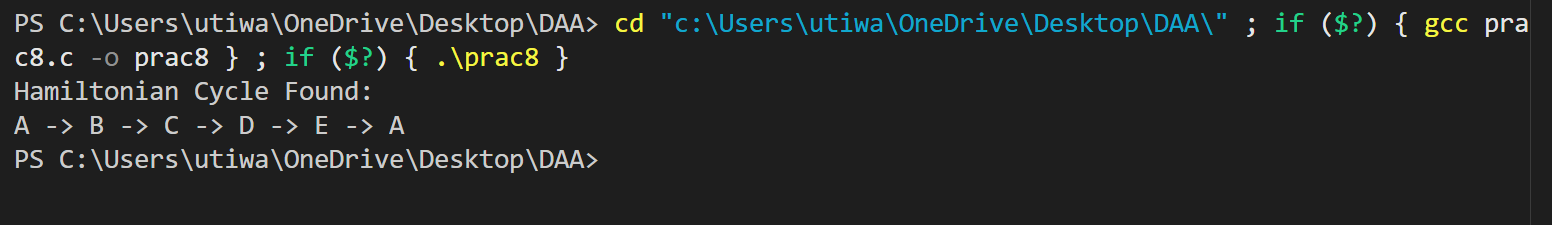 PS C:\Users\utiwa\OneDrive\Desktop\DAA> cd "c:\Users\utiwa\OneDrive\Desktop\DAA\" ; if ($?) { gcc pra
c8.c -o prac8 } ; if ($?) { .\prac8 }
Hamiltonian Cycle Found:
A -> B -> C -> D -> E -> A
PS C:\Users\utiwa\OneDrive\Desktop\DAA>